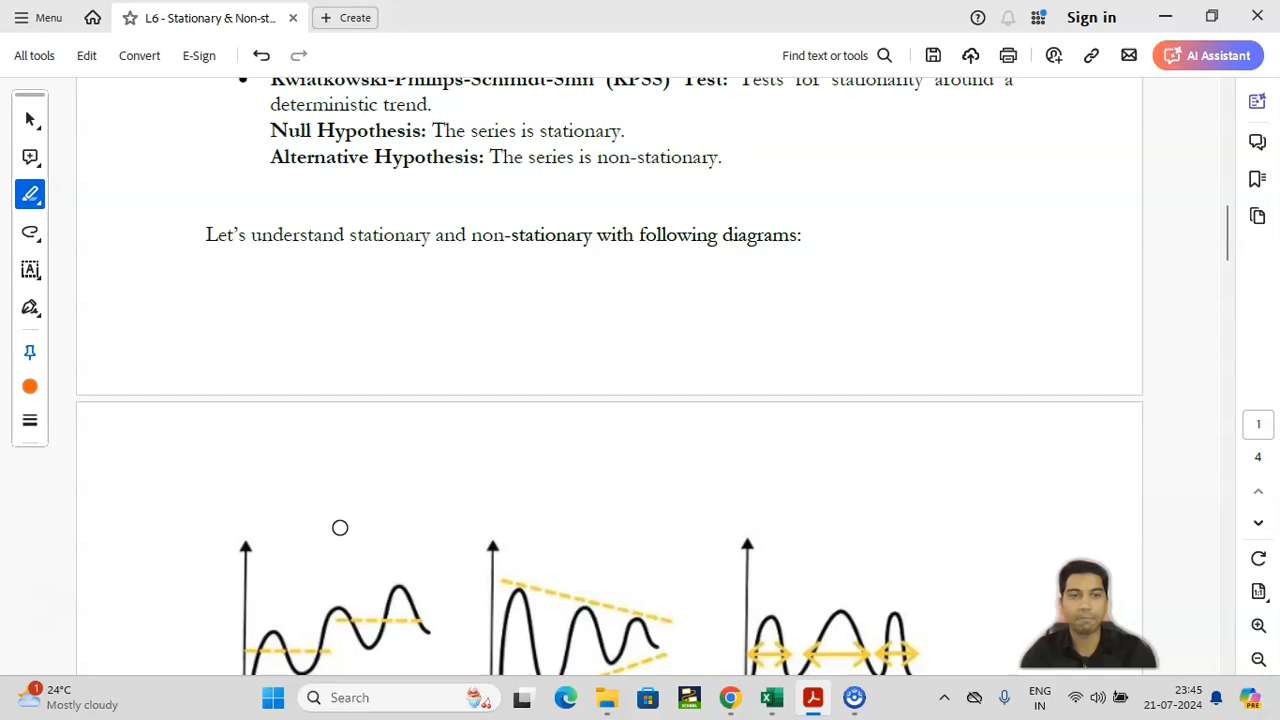 Menu
L6 - Stationary & Non-st...
Create
Sign in
All tools
Edit
Convert
E-Sign
Find text or tools
AI Assistant
• Kwiatkowski-Phillips-Schmidt-Shin (KPSS) Test: Tests for stationarity around a
deterministic trend.
Null Hypothesis: The series is stationary.
Alternative Hypothesis: The series is non-stationary.
Let's understand stationary and non-stationary with following diagrams:
1
4
1
24°C
Mostly cloudy
Search
ENG
IN
23:45
21-07-2024
PRE